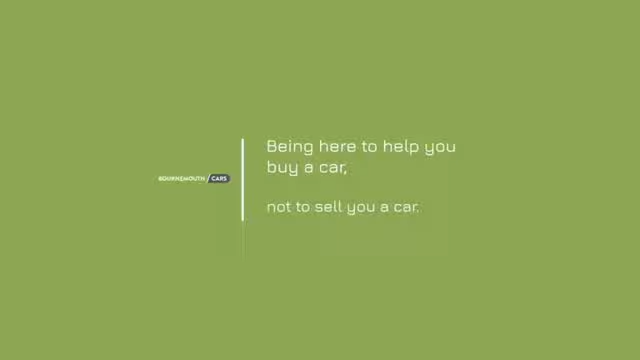 BOURNEMOUTH/CARS
Being here to help you
buy a car,
not to sell you a car.